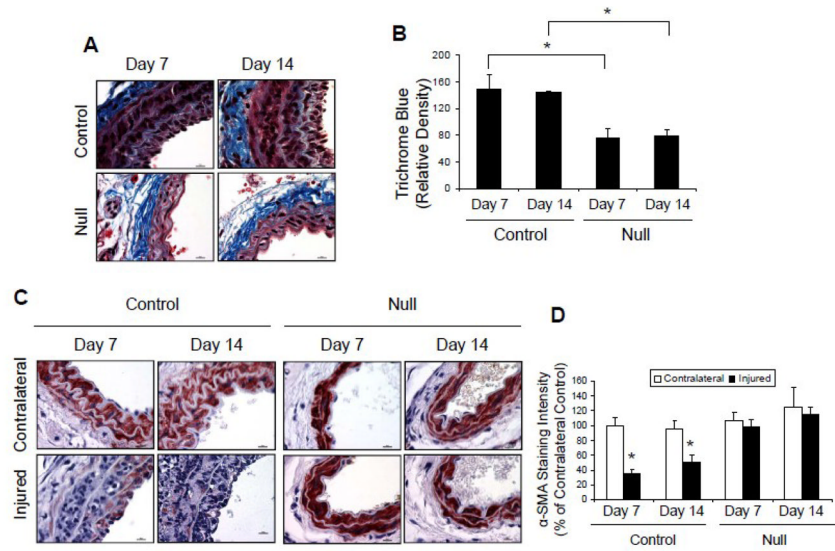 A
Day 7 Day 14
Control
Null
B
*
*
Trichrome Blue
(Relative Density)
200
160
120
80
40
0
Day 7 Day 14 Day 7 Day 14
Control Null
C
Control Null
Day 7 Day 14 Day 7 Day 14
Contralateral
Injured
D
Contralateral Injured
α-SMA Staining Intensity
(% of Contralateral Control)
160
140
120
100
80
60
40
20
0
*
*
Day 7 Day 14 Day 7 Day 14
Control Null